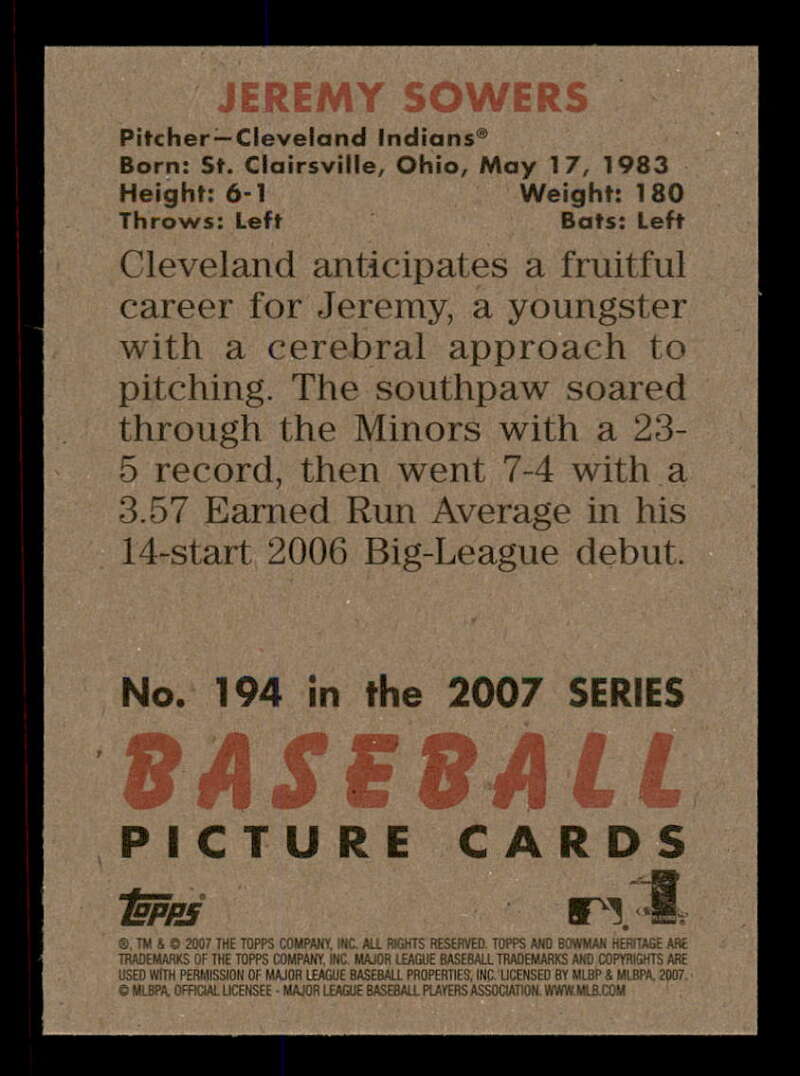 JEREMY SOWERS
Pitcher—Cleveland Indians®
Born: St. Clairsville, Ohio, May 17, 1983
Height: 6-1 Weight: 180
Throws: Left Bats: Left
Cleveland anticipates a fruitful
career for Jeremy, a youngster
with a cerebral approach to
pitching. The southpaw soared
through the Minors with a 23-
5 record, then went 7-4 with a
3.57 Earned Run Average in his
14-start 2006 Big-League debut.
No. 194 in the 2007 SERIES
BASEBALL
PICTURE CARDS
TOPPS
®, TM & © 2007 THE TOPPS COMPANY, INC. ALL RIGHTS RESERVED. TOPPS AND BOWMAN HERITAGE ARE
TRADEMARKS OF THE TOPPS COMPANY, INC. MAJOR LEAGUE BASEBALL TRADEMARKS AND COPYRIGHTS ARE
USED WITH PERMISSION OF MAJOR LEAGUE BASEBALL PROPERTIES, INC. LICENSED BY MLBP & MLBPA, 2007.
© MLBPA, OFFICIAL LICENSEE - MAJOR LEAGUE BASEBALL PLAYERS ASSOCIATION. WWW.MLB.COM